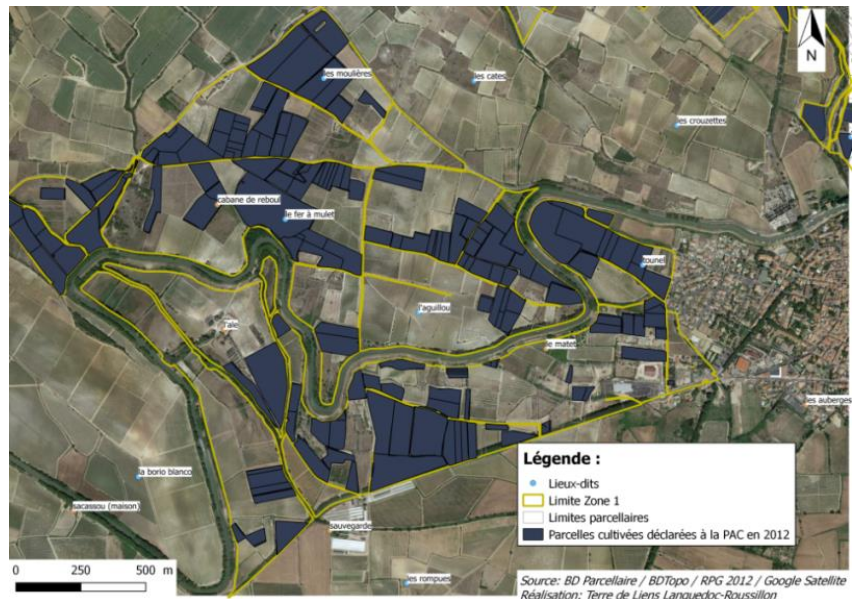 N
les moulières
les cates
les crouzettes
cabane de reboul
le fer à mulet
tounel
l'aguillou
l'ale
le matet
les auberges
la borio blanco
sacassou (maison)
sauvegarde
les rompues
Légende :
Lieux-dits
Limite Zone 1
Limites parcellaires
Parcelles cultivées déclarées à la PAC en 2012
0 250 500 m
Source: BD Parcellaire / BDTopo / RPG 2012 / Google Satellite
Réalisation: Terre de Liens Languedoc-Roussillon